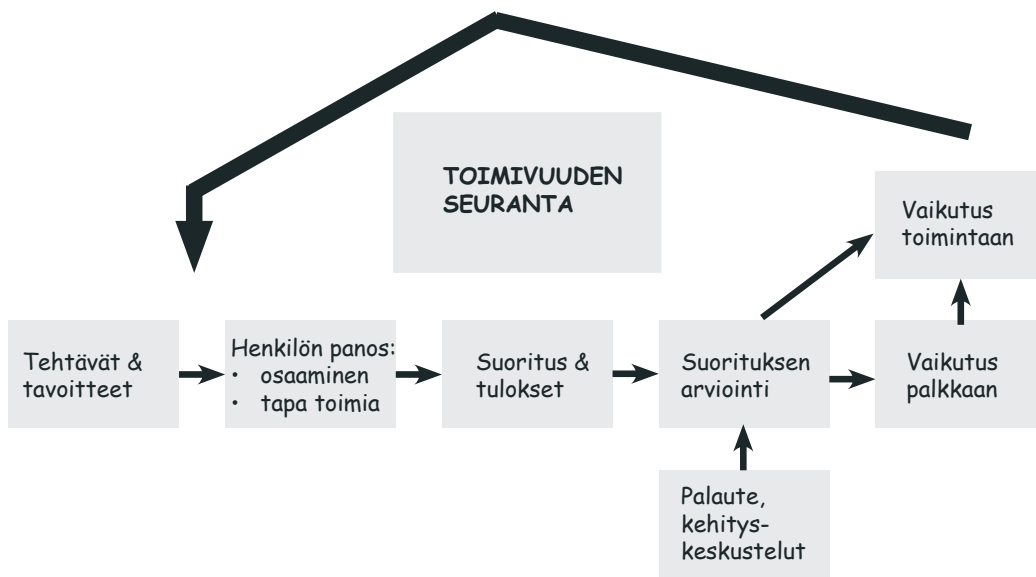 TOIMIVUUDEN
SEURANTA
Vaikutus
toimintaan
Tehtävät &
tavoitteet
Henkilön panos:
• osaaminen
• tapa toimia
Suoritus &
tulokset
Suorituksen
arviointi
Vaikutus
palkkaan
Palaute,
kehitys-
keskustelut